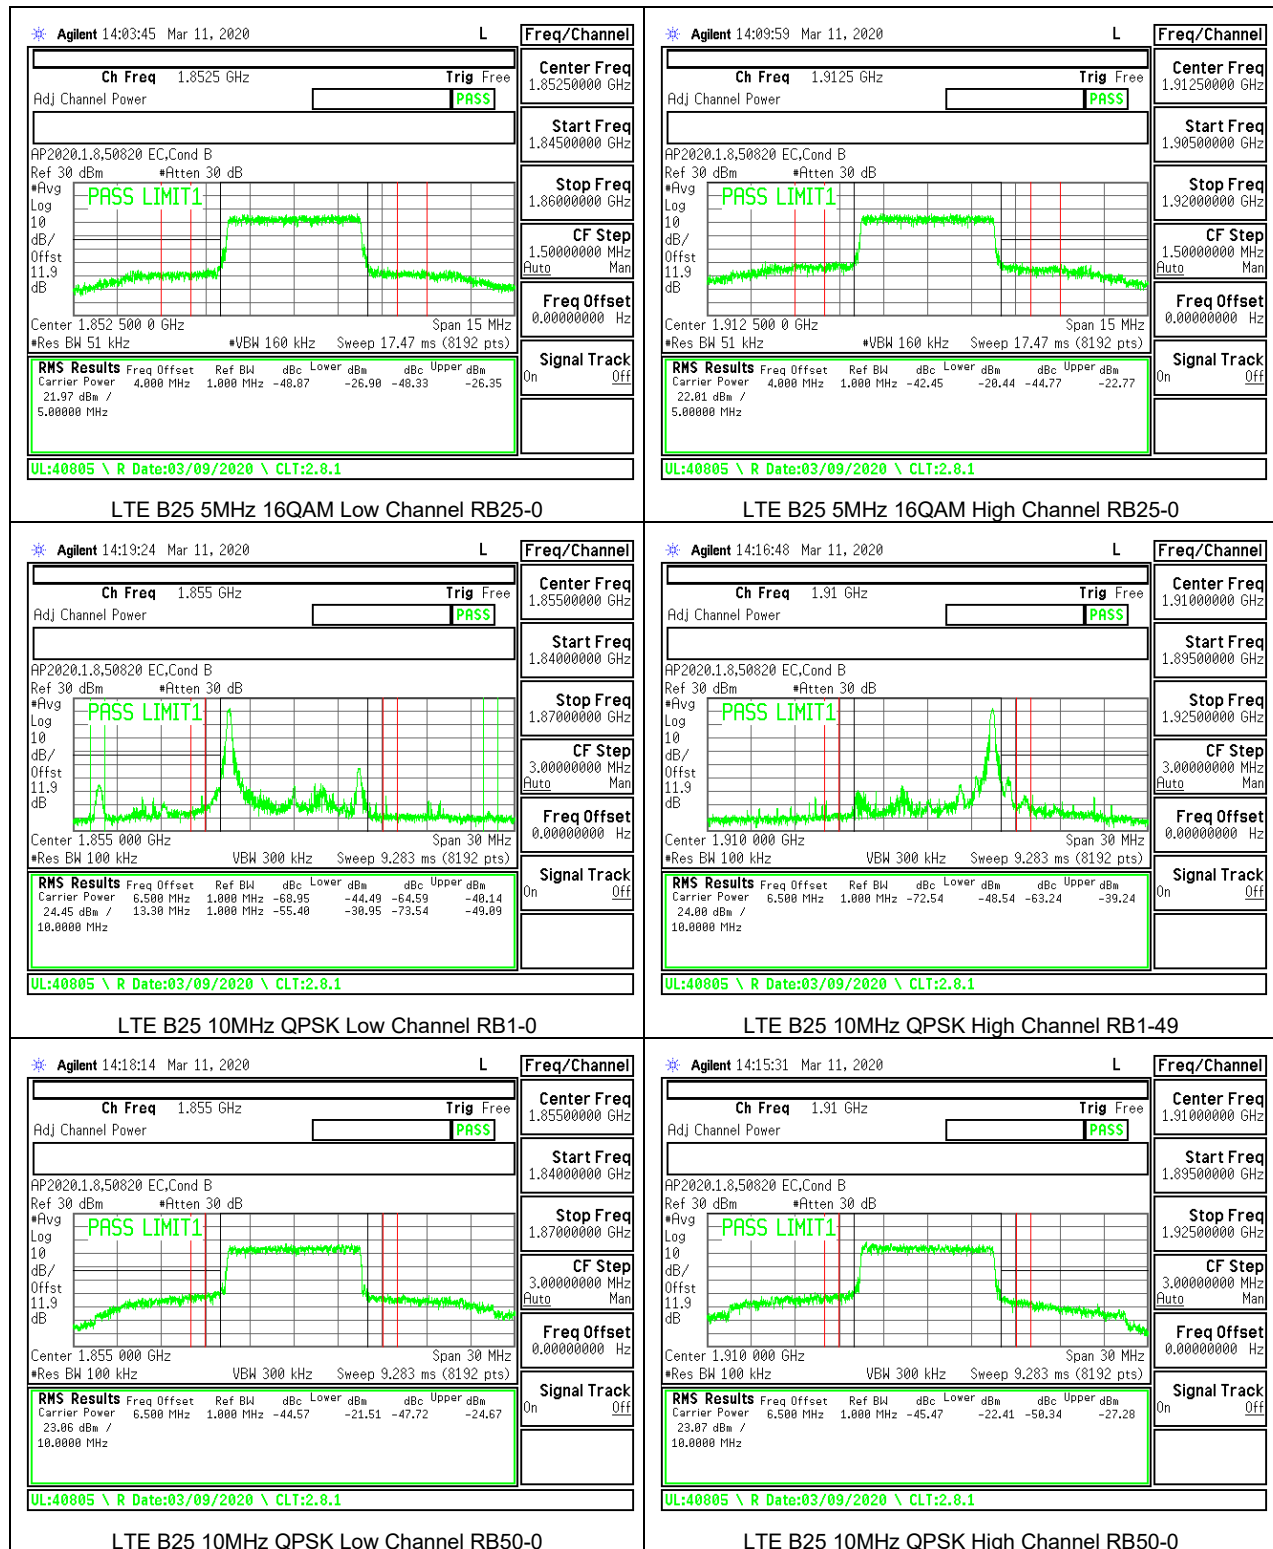 Agilent 14:03:45 Mar 11, 2020 L Freq/Channel
Ch Freq 1.8525 GHz Trig Free
Adj Channel Power PASS
AP2020.1.8,50820 EC,Cond B
Ref 30 dBm #Atten 30 dB
#Avg
Log
10
dB/
Offst
11.9
dB
PASS LIMIT1
Center 1.852 500 0 GHz Span 15 MHz
#Res BW 51 kHz #VBW 160 kHz Sweep 17.47 ms (8192 pts)
RMS Results Freq Offset Ref BW dBc Lower dBm dBc Upper dBm
Carrier Power 4.000 MHz 1.000 MHz -48.87 -26.90 -48.33 -26.35
21.97 dBm /
5.00000 MHz
UL:40805 \ R Date:03/09/2020 \ CLT:2.8.1
Center Freq
1.85250000 GHz
Start Freq
1.84500000 GHz
Stop Freq
1.86000000 GHz
CF Step
1.50000000 MHz
Auto Man
Freq Offset
0.00000000 Hz
Signal Track
On Off
LTE B25 5MHz 16QAM Low Channel RB25-0
Agilent 14:09:59 Mar 11, 2020 L Freq/Channel
Ch Freq 1.9125 GHz Trig Free
Adj Channel Power PASS
AP2020.1.8,50820 EC,Cond B
Ref 30 dBm #Atten 30 dB
#Avg
Log
10
dB/
Offst
11.9
dB
PASS LIMIT1
Center 1.912 500 0 GHz Span 15 MHz
#Res BW 51 kHz #VBW 160 kHz Sweep 17.47 ms (8192 pts)
RMS Results Freq Offset Ref BW dBc Lower dBm dBc Upper dBm
Carrier Power 4.000 MHz 1.000 MHz -42.45 -20.44 -44.77 -22.77
22.01 dBm /
5.00000 MHz
UL:40805 \ R Date:03/09/2020 \ CLT:2.8.1
Center Freq
1.91250000 GHz
Start Freq
1.90500000 GHz
Stop Freq
1.92000000 GHz
CF Step
1.50000000 MHz
Auto Man
Freq Offset
0.00000000 Hz
Signal Track
On Off
LTE B25 5MHz 16QAM High Channel RB25-0
Agilent 14:19:24 Mar 11, 2020 L Freq/Channel
Ch Freq 1.855 GHz Trig Free
Adj Channel Power PASS
AP2020.1.8,50820 EC,Cond B
Ref 30 dBm #Atten 30 dB
#Avg
Log
10
dB/
Offst
11.9
dB
PASS LIMIT1
Center 1.855 000 GHz Span 30 MHz
#Res BW 100 kHz VBW 300 kHz Sweep 9.283 ms (8192 pts)
RMS Results Freq Offset Ref BW dBc Lower dBm dBc Upper dBm
Carrier Power 6.500 MHz 1.000 MHz -68.95 -44.49 -64.59 -40.14
24.45 dBm / 13.30 MHz 1.000 MHz -55.40 -30.95 -73.54 -49.09
10.0000 MHz
UL:40805 \ R Date:03/09/2020 \ CLT:2.8.1
Center Freq
1.85500000 GHz
Start Freq
1.84000000 GHz
Stop Freq
1.87000000 GHz
CF Step
3.00000000 MHz
Auto Man
Freq Offset
0.00000000 Hz
Signal Track
On Off
LTE B25 10MHz QPSK Low Channel RB1-0
Agilent 14:16:48 Mar 11, 2020 L Freq/Channel
Ch Freq 1.91 GHz Trig Free
Adj Channel Power PASS
AP2020.1.8,50820 EC,Cond B
Ref 30 dBm #Atten 30 dB
#Avg
Log
10
dB/
Offst
11.9
dB
PASS LIMIT1
Center 1.910 000 GHz Span 30 MHz
#Res BW 100 kHz VBW 300 kHz Sweep 9.283 ms (8192 pts)
RMS Results Freq Offset Ref BW dBc Lower dBm dBc Upper dBm
Carrier Power 6.500 MHz 1.000 MHz -72.54 -48.54 -63.24 -39.24
24.00 dBm /
10.0000 MHz
UL:40805 \ R Date:03/09/2020 \ CLT:2.8.1
Center Freq
1.91000000 GHz
Start Freq
1.89500000 GHz
Stop Freq
1.92500000 GHz
CF Step
3.00000000 MHz
Auto Man
Freq Offset
0.00000000 Hz
Signal Track
On Off
LTE B25 10MHz QPSK High Channel RB1-49
Agilent 14:18:14 Mar 11, 2020 L Freq/Channel
Ch Freq 1.855 GHz Trig Free
Adj Channel Power PASS
AP2020.1.8,50820 EC,Cond B
Ref 30 dBm #Atten 30 dB
#Avg
Log
10
dB/
Offst
11.9
dB
PASS LIMIT1
Center 1.855 000 GHz Span 30 MHz
#Res BW 100 kHz VBW 300 kHz Sweep 9.283 ms (8192 pts)
RMS Results Freq Offset Ref BW dBc Lower dBm dBc Upper dBm
Carrier Power 6.500 MHz 1.000 MHz -44.57 -21.51 -47.72 -24.67
23.06 dBm /
10.0000 MHz
UL:40805 \ R Date:03/09/2020 \ CLT:2.8.1
Center Freq
1.85500000 GHz
Start Freq
1.84000000 GHz
Stop Freq
1.87000000 GHz
CF Step
3.00000000 MHz
Auto Man
Freq Offset
0.00000000 Hz
Signal Track
On Off
LTE B25 10MHz QPSK Low Channel RB50-0
Agilent 14:15:31 Mar 11, 2020 L Freq/Channel
Ch Freq 1.91 GHz Trig Free
Adj Channel Power PASS
AP2020.1.8,50820 EC,Cond B
Ref 30 dBm #Atten 30 dB
#Avg
Log
10
dB/
Offst
11.9
dB
PASS LIMIT1
Center 1.910 000 GHz Span 30 MHz
#Res BW 100 kHz VBW 300 kHz Sweep 9.283 ms (8192 pts)
RMS Results Freq Offset Ref BW dBc Lower dBm dBc Upper dBm
Carrier Power 6.500 MHz 1.000 MHz -45.47 -22.41 -50.34 -27.28
23.07 dBm /
10.0000 MHz
UL:40805 \ R Date:03/09/2020 \ CLT:2.8.1
Center Freq
1.91000000 GHz
Start Freq
1.89500000 GHz
Stop Freq
1.92500000 GHz
CF Step
3.00000000 MHz
Auto Man
Freq Offset
0.00000000 Hz
Signal Track
On Off
LTE B25 10MHz QPSK High Channel RB50-0